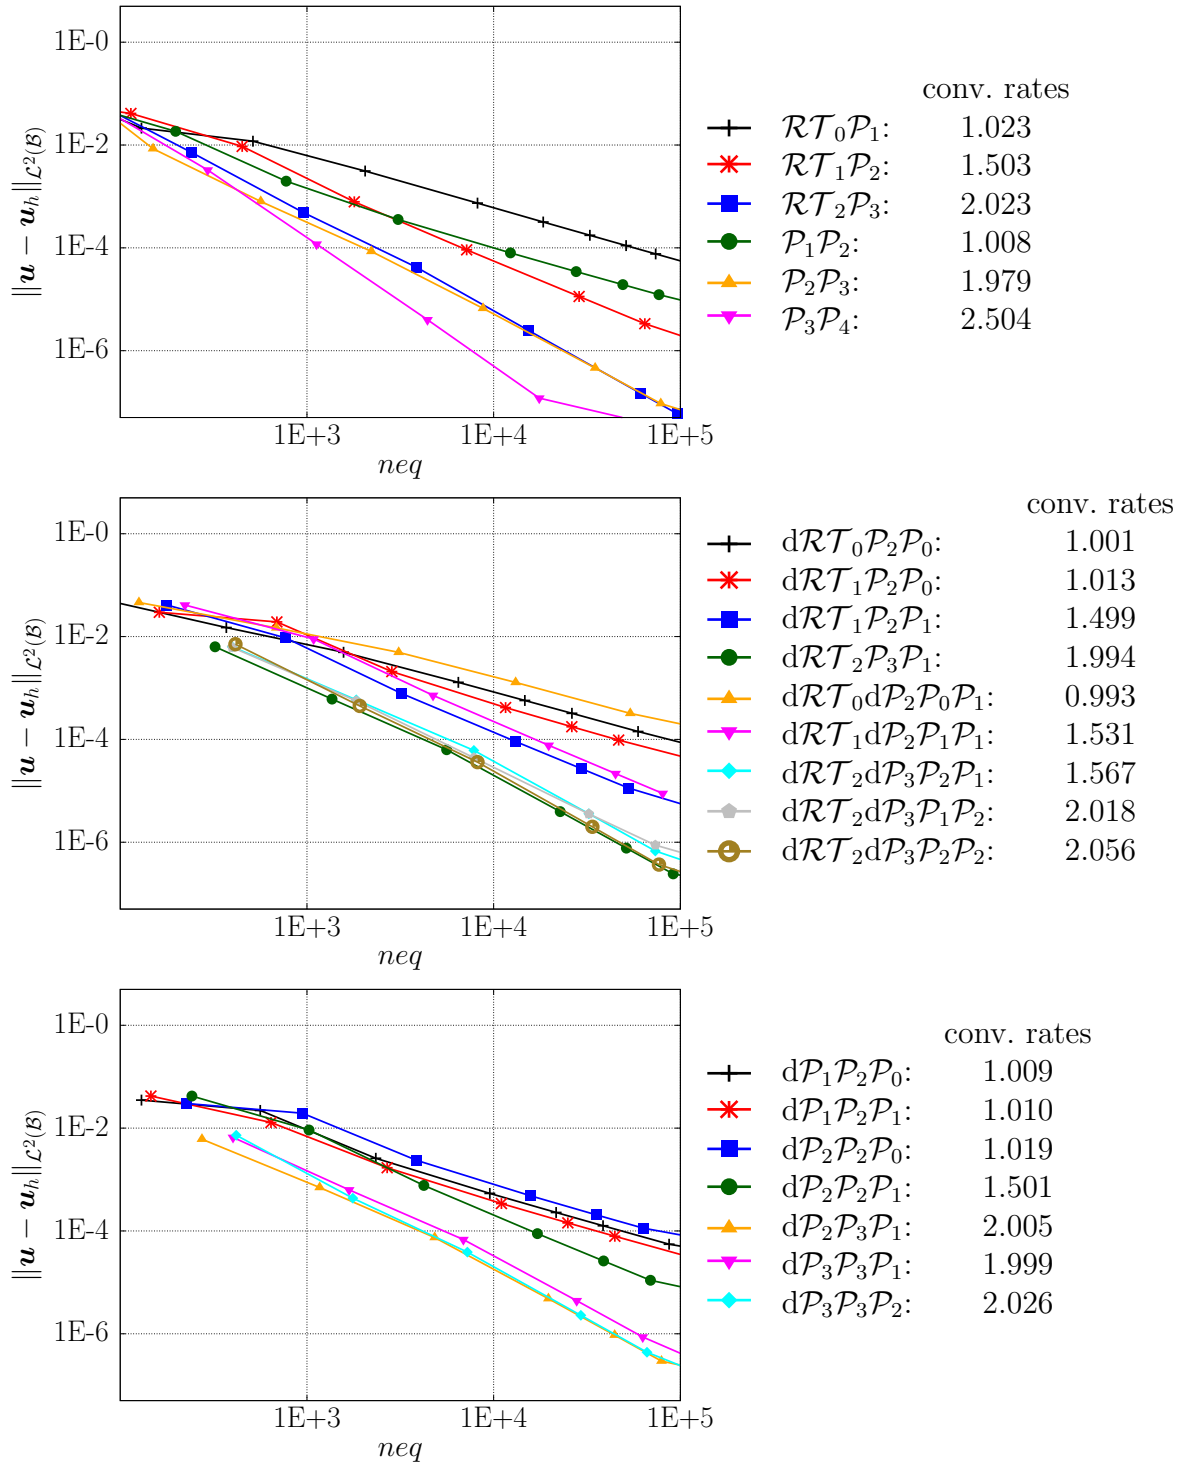 1E-0
1E-2
1E-4
1E-6
‖u − u_h‖_{ℒ²(ℬ)}
1E+3 1E+4 1E+5
neq
conv. rates
ℛ𝒯₀𝒫₁: 1.023
ℛ𝒯₁𝒫₂: 1.503
ℛ𝒯₂𝒫₃: 2.023
𝒫₁𝒫₂: 1.008
𝒫₂𝒫₃: 1.979
𝒫₃𝒫₄: 2.504
1E-0
1E-2
1E-4
1E-6
‖u − u_h‖_{ℒ²(ℬ)}
1E+3 1E+4 1E+5
neq
conv. rates
dℛ𝒯₀𝒫₂𝒫₀: 1.001
dℛ𝒯₁𝒫₂𝒫₀: 1.013
dℛ𝒯₁𝒫₂𝒫₁: 1.499
dℛ𝒯₂𝒫₃𝒫₁: 1.994
dℛ𝒯₀d𝒫₂𝒫₀𝒫₁: 0.993
dℛ𝒯₁d𝒫₂𝒫₁𝒫₁: 1.531
dℛ𝒯₂d𝒫₃𝒫₂𝒫₁: 1.567
dℛ𝒯₂d𝒫₃𝒫₁𝒫₂: 2.018
dℛ𝒯₂d𝒫₃𝒫₂𝒫₂: 2.056
1E-0
1E-2
1E-4
1E-6
‖u − u_h‖_{ℒ²(ℬ)}
1E+3 1E+4 1E+5
neq
conv. rates
d𝒫₁𝒫₂𝒫₀: 1.009
d𝒫₁𝒫₂𝒫₁: 1.010
d𝒫₂𝒫₂𝒫₀: 1.019
d𝒫₂𝒫₂𝒫₁: 1.501
d𝒫₂𝒫₃𝒫₁: 2.005
d𝒫₃𝒫₃𝒫₁: 1.999
d𝒫₃𝒫₃𝒫₂: 2.026